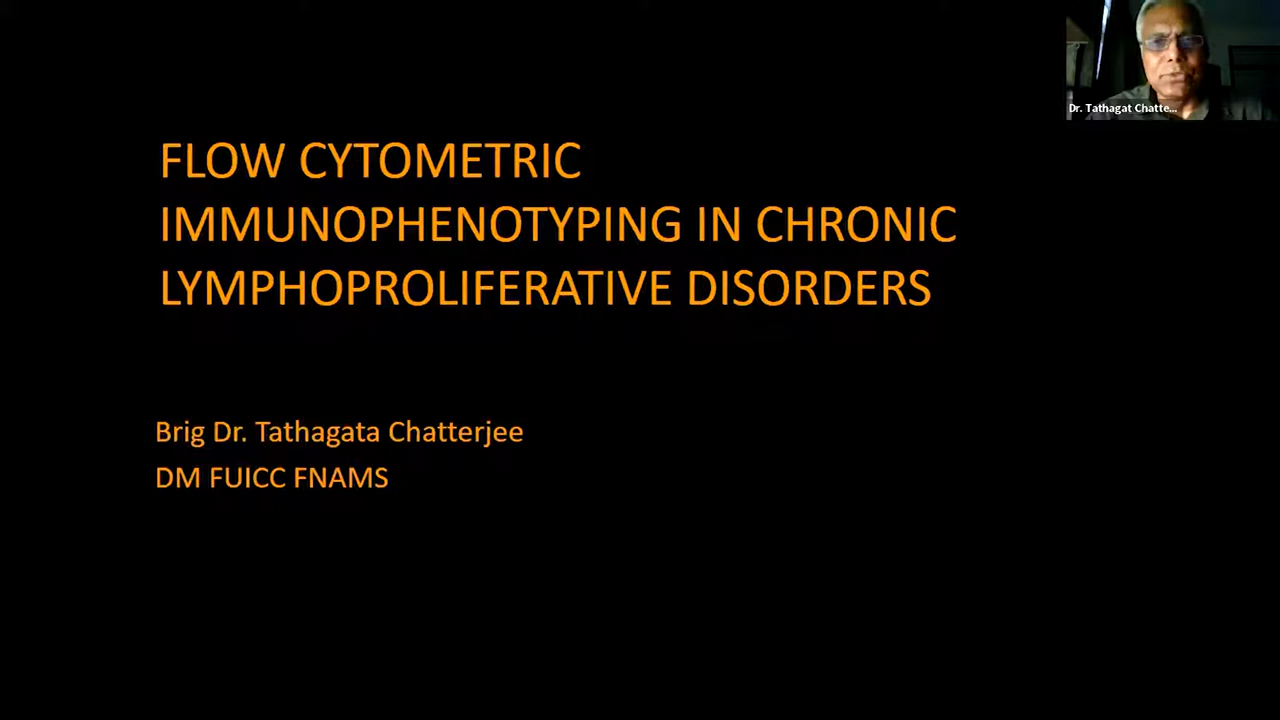 Dr. Tathagat Chatte...
FLOW CYTOMETRIC
IMMUNOPHENOTYPING IN CHRONIC
LYMPHOPROLIFERATIVE DISORDERS
Brig Dr. Tathagata Chatterjee
DM FUICC FNAMS